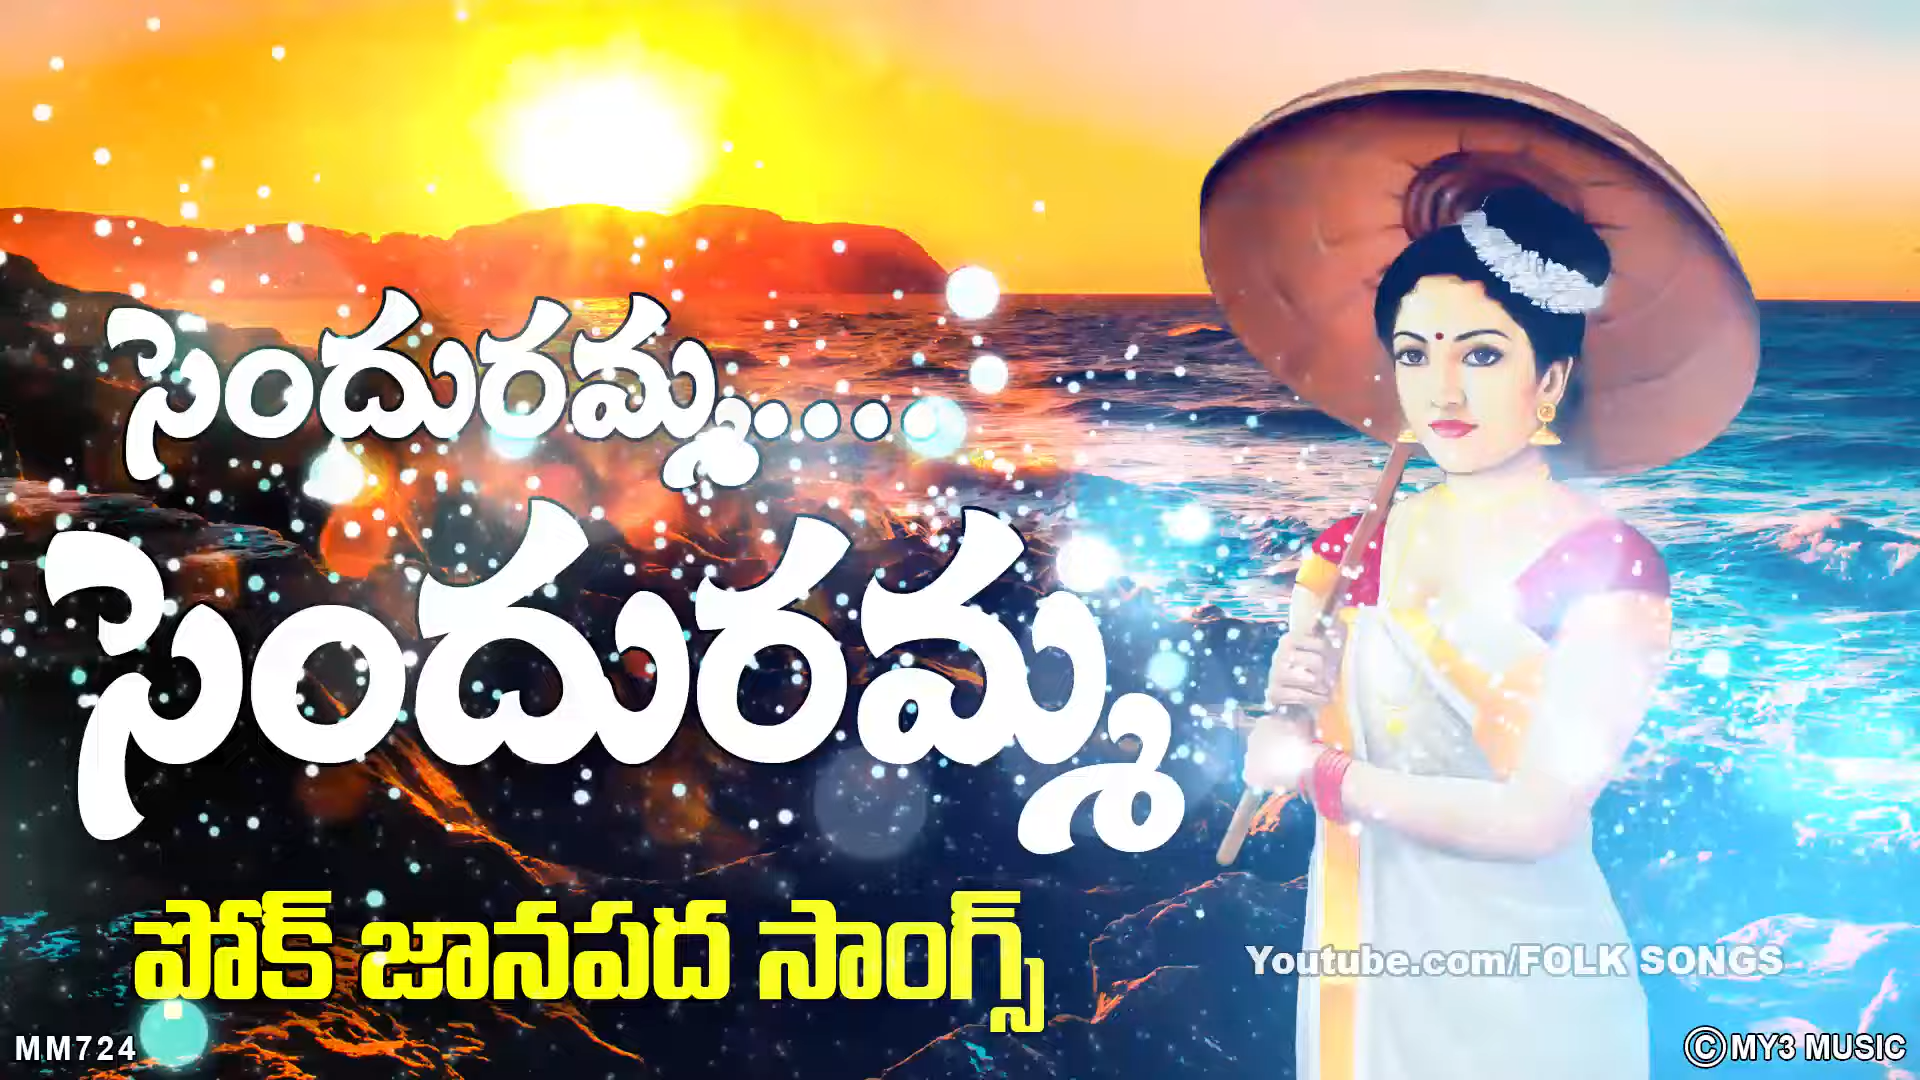 సెందురమ్మ....
సెందురమ్మ
ఫోక్ జానపద సాంగ్స్
Youtube.com/FOLK SONGS
MM724
©MY3 MUSIC